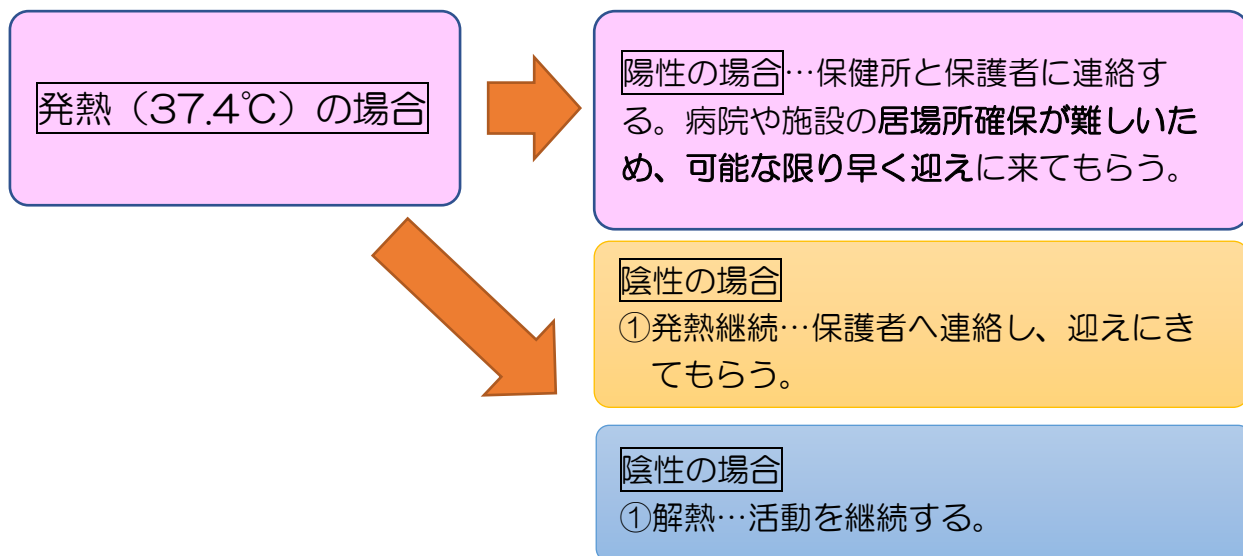 発熱（37.4℃）の場合
陽性の場合…保健所と保護者に連絡す
る。病院や施設の居場所確保が難しいた
め、可能な限り早く迎えに来てもらう。
陰性の場合
①発熱継続…保護者へ連絡し、迎えにき
てもらう。
陰性の場合
①解熱…活動を継続する。